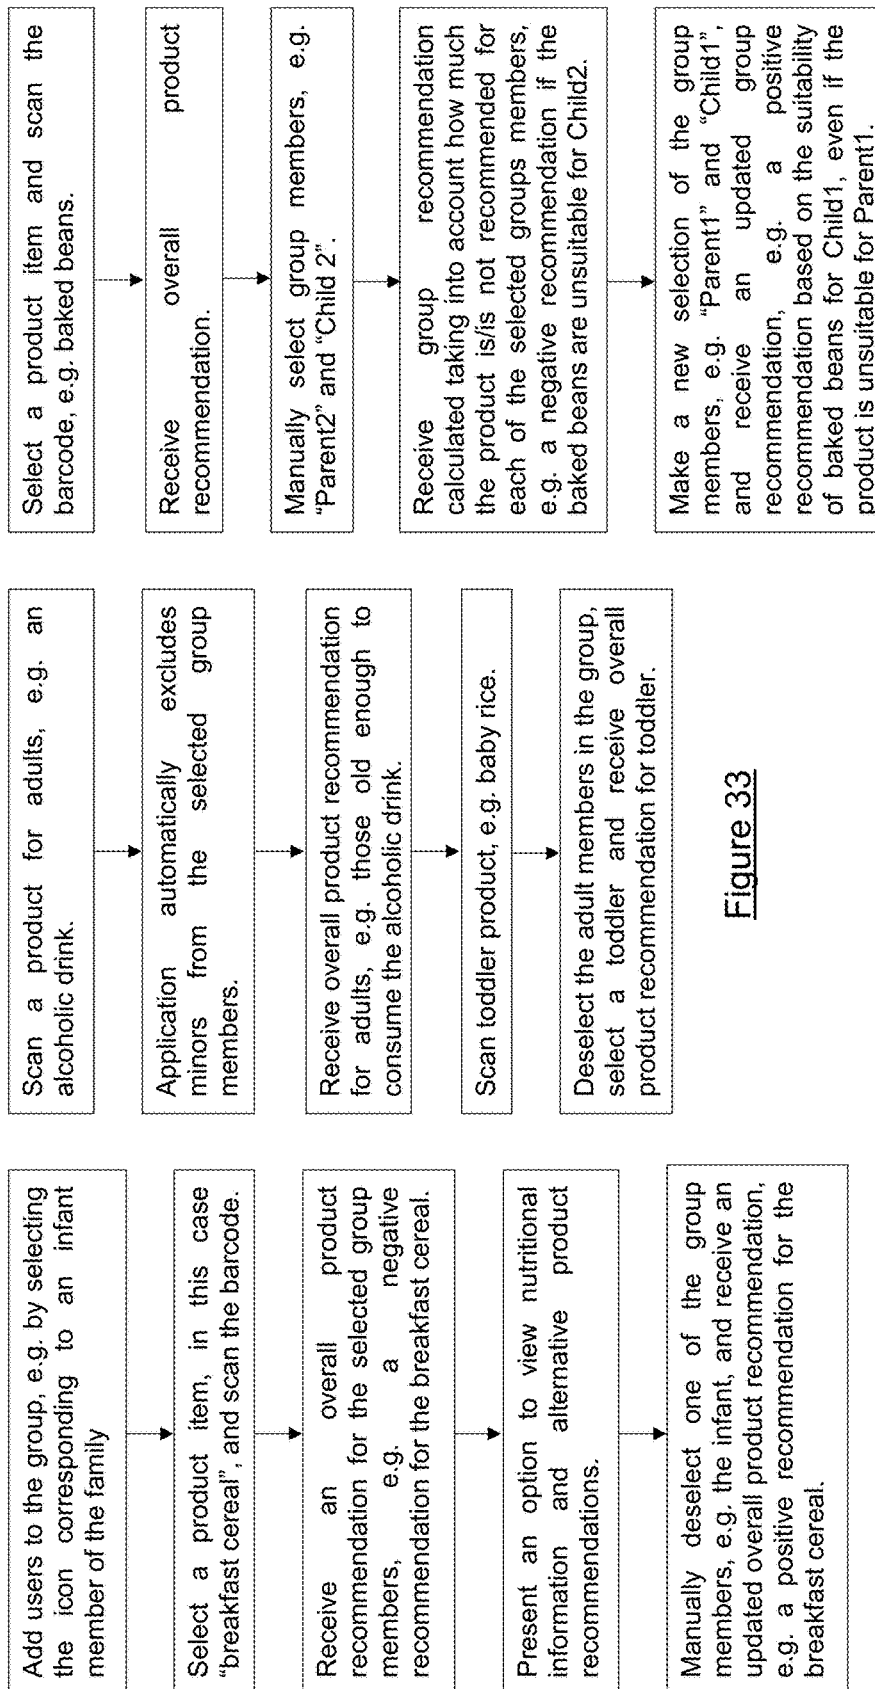 Add users to the group, e.g. by selecting
the icon corresponding to an infant
member of the family
Select a product item, in this case
“breakfast cereal”, and scan the barcode.
Receive an overall product
recommendation for the selected group
members, e.g. a negative
recommendation for the breakfast cereal.
Present an option to view nutritional
information and alternative product
recommendations.
Manually deselect one of the group
members, e.g. the infant, and receive an
updated overall product recommendation,
e.g. a positive recommendation for the
breakfast cereal.
Scan a product for adults, e.g. an
alcoholic drink.
Application automatically excludes
minors from the selected group
members.
Receive overall product recommendation
for adults, e.g. those old enough to
consume the alcoholic drink.
Scan toddler product, e.g. baby rice.
Deselect the adult members in the group,
select a toddler and receive overall
product recommendation for toddler.
Select a product item and scan the
barcode, e.g. baked beans.
Receive overall product
recommendation.
Manually select group members, e.g.
“Parent2” and “Child 2”.
Receive group recommendation
calculated taking into account how much
the product is/is not recommended for
each of the selected groups members,
e.g. a negative recommendation if the
baked beans are unsuitable for Child2.
Make a new selection of the group
members, e.g. “Parent1” and “Child1”,
and receive an updated group
recommendation, e.g. a positive
recommendation based on the suitability
of baked beans for Child1, even if the
product is unsuitable for Parent1.
Figure 33